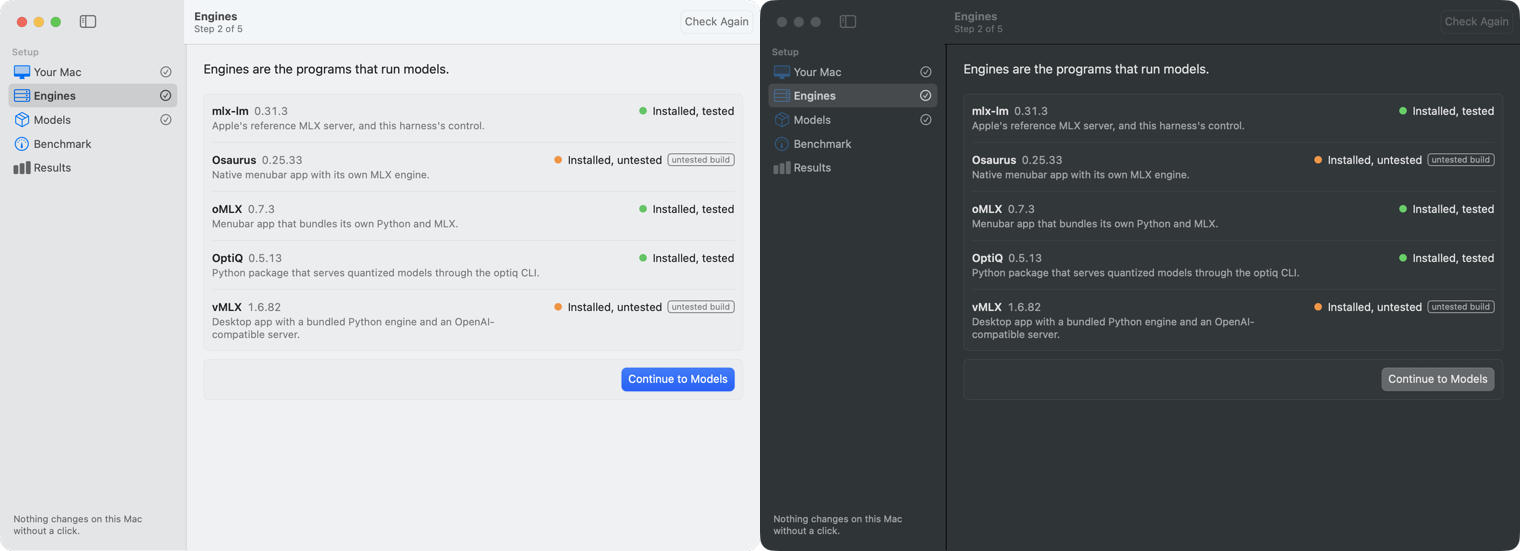 Engines
Step 2 of 5
Check Again
Setup
Your Mac
Engines
Models
Benchmark
Results
Engines are the programs that run models.
mlx-lm 0.31.3
Installed, tested
Apple's reference MLX server, and this harness's control.
Osaurus 0.25.33
Installed, untested untested build
Native menubar app with its own MLX engine.
oMLX 0.7.3
Installed, tested
Menubar app that bundles its own Python and MLX.
OptiQ 0.5.13
Installed, tested
Python package that serves quantized models through the optiq CLI.
vMLX 1.6.82
Installed, untested untested build
Desktop app with a bundled Python engine and an OpenAI-
compatible server.
Continue to Models
Nothing changes on this Mac
without a click.
Engines
Step 2 of 5
Check Again
Setup
Your Mac
Engines
Models
Benchmark
Results
Engines are the programs that run models.
mlx-lm 0.31.3
Installed, tested
Apple's reference MLX server, and this harness's control.
Osaurus 0.25.33
Installed, untested untested build
Native menubar app with its own MLX engine.
oMLX 0.7.3
Installed, tested
Menubar app that bundles its own Python and MLX.
OptiQ 0.5.13
Installed, tested
Python package that serves quantized models through the optiq CLI.
vMLX 1.6.82
Installed, untested untested build
Desktop app with a bundled Python engine and an OpenAI-
compatible server.
Continue to Models
Nothing changes on this Mac
without a click.